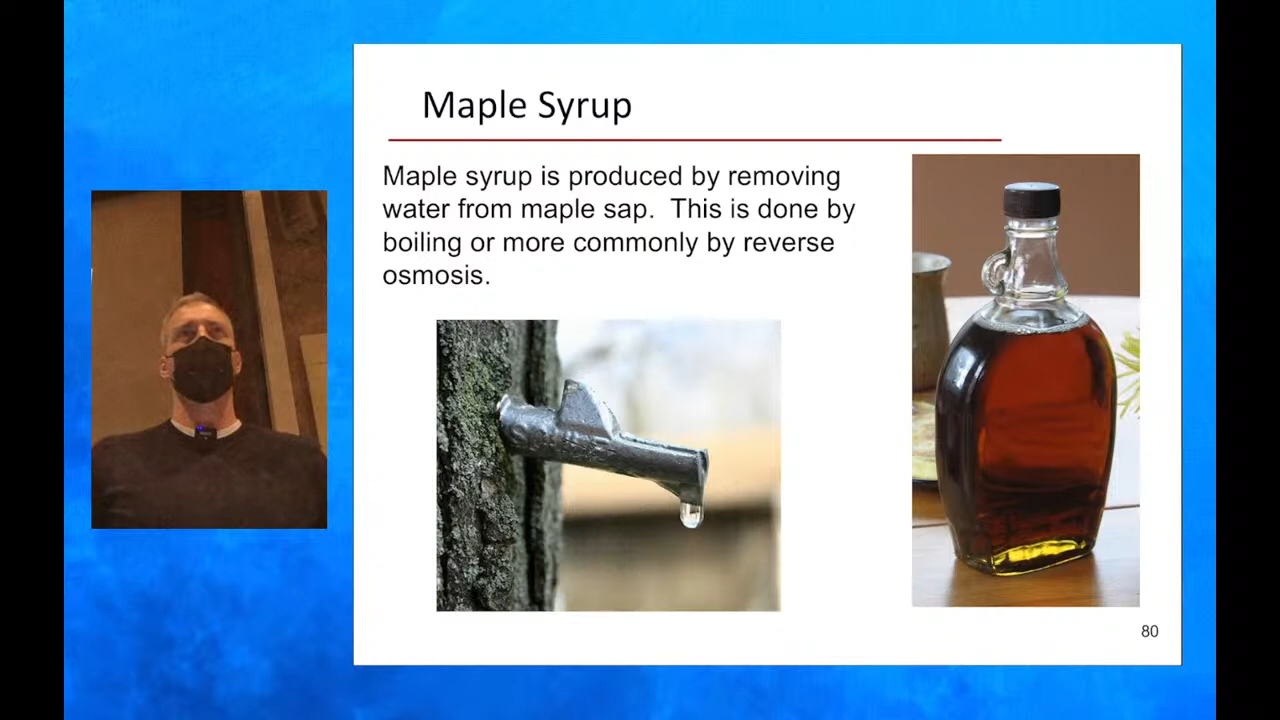 Maple Syrup
Maple syrup is produced by removing
water from maple sap.  This is done by
boiling or more commonly by reverse
osmosis.
80